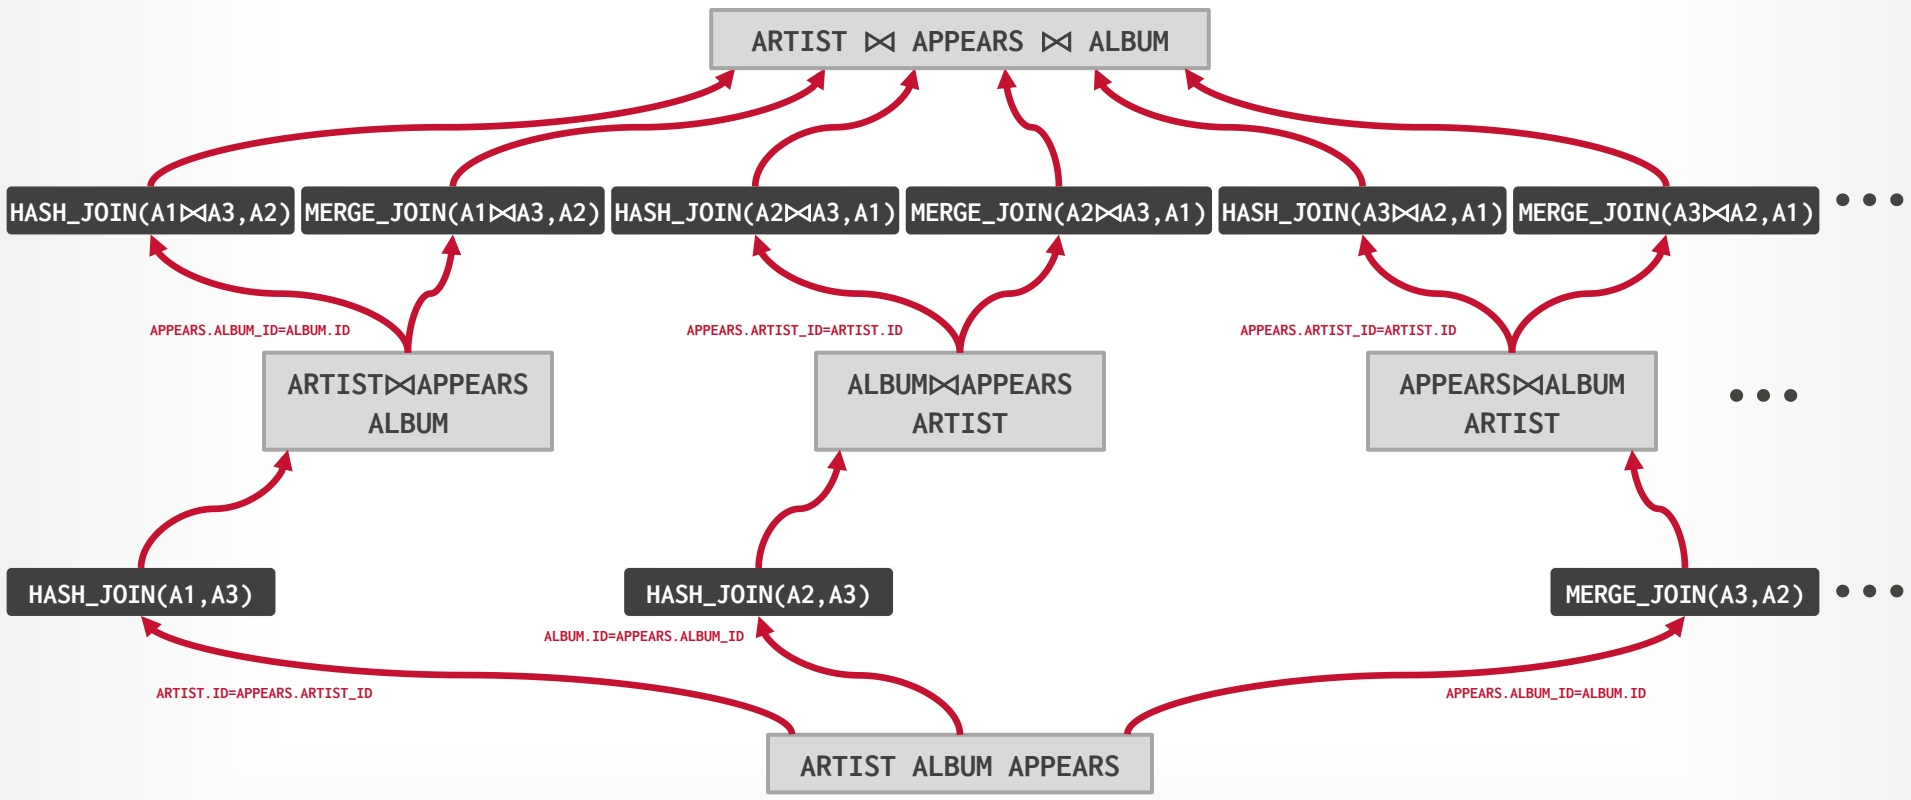 ARTIST ⋈ APPEARS ⋈ ALBUM
HASH_JOIN(A1⋈A3,A2)
MERGE_JOIN(A1⋈A3,A2)
HASH_JOIN(A2⋈A3,A1)
MERGE_JOIN(A2⋈A3,A1)
HASH_JOIN(A3⋈A2,A1)
MERGE_JOIN(A3⋈A2,A1)
•••
APPEARS.ALBUM_ID=ALBUM.ID
APPEARS.ARTIST_ID=ARTIST.ID
APPEARS.ARTIST_ID=ARTIST.ID
ARTIST⋈APPEARS
ALBUM
ALBUM⋈APPEARS
ARTIST
APPEARS⋈ALBUM
ARTIST
•••
HASH_JOIN(A1,A3)
HASH_JOIN(A2,A3)
MERGE_JOIN(A3,A2)
•••
ALBUM.ID=APPEARS.ALBUM_ID
ARTIST.ID=APPEARS.ARTIST_ID
APPEARS.ALBUM_ID=ALBUM.ID
ARTIST ALBUM APPEARS